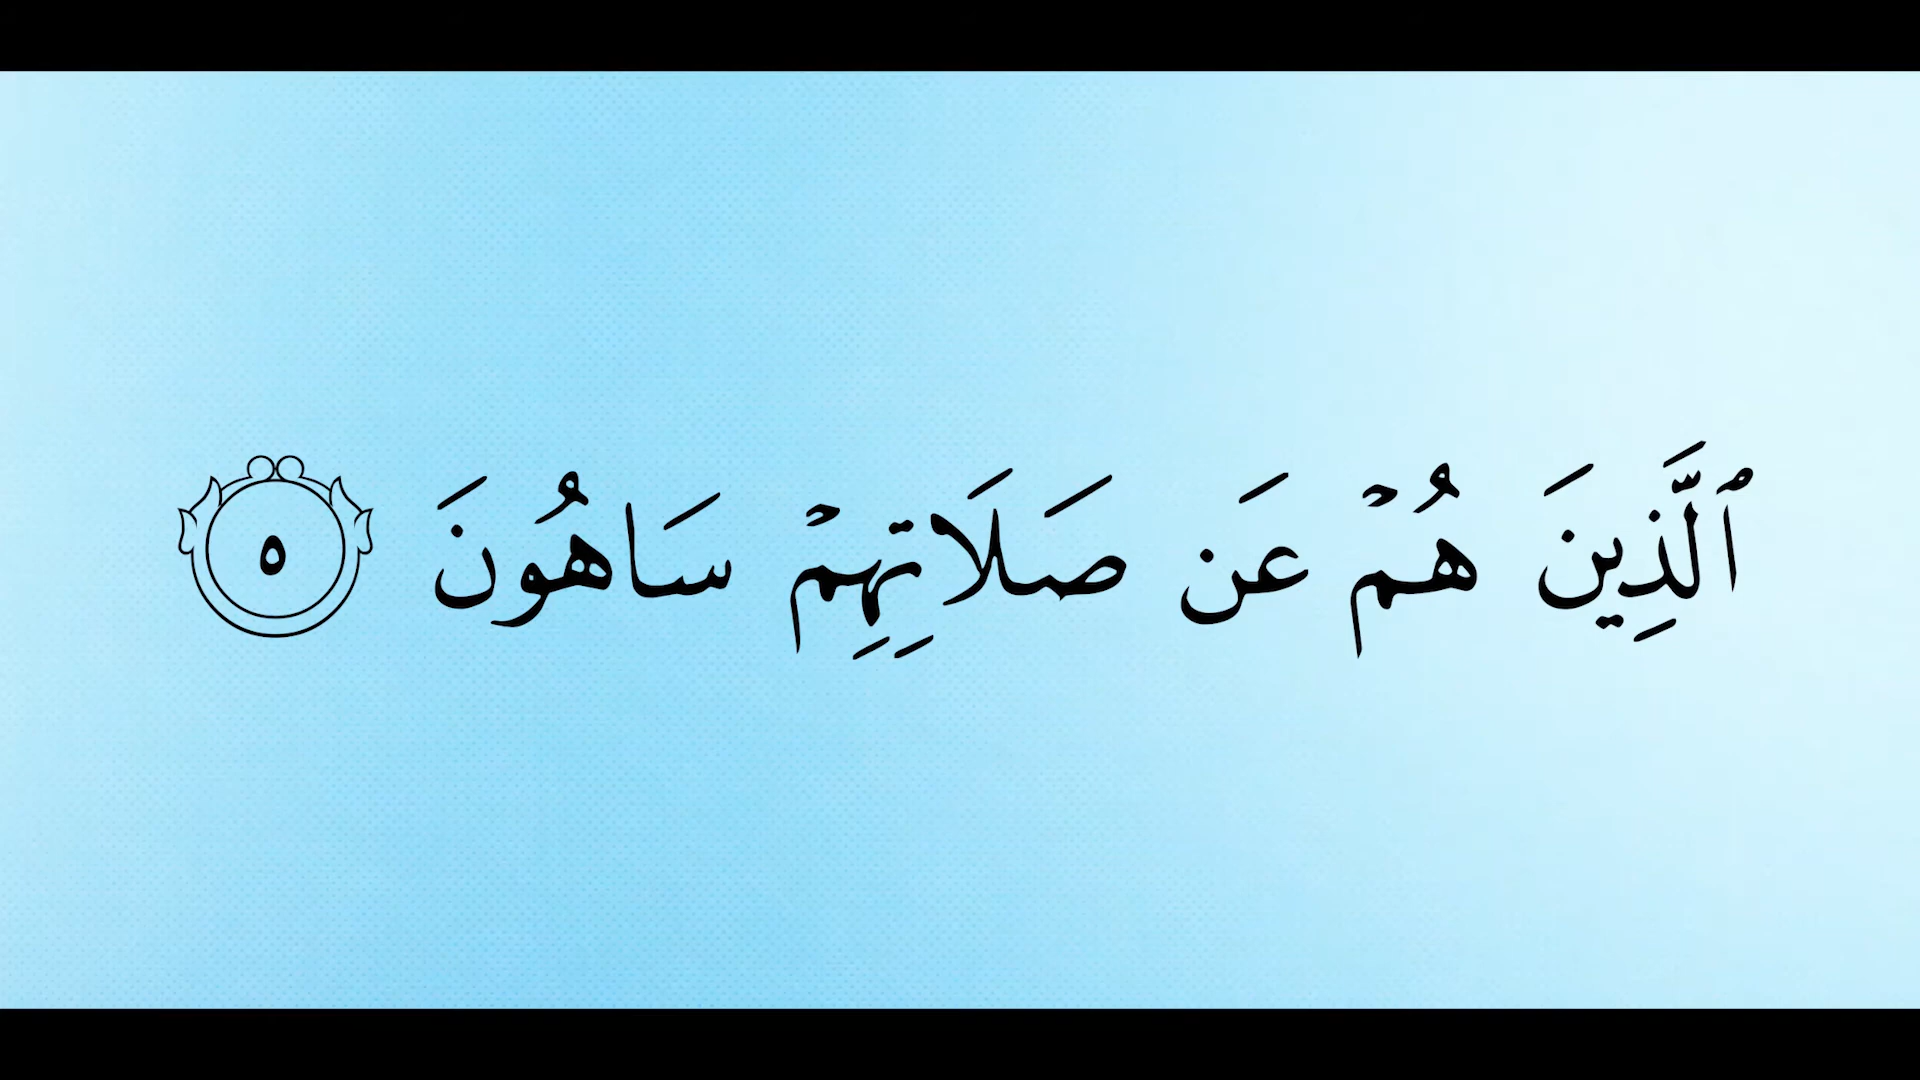 ٱلَّذِينَ هُمْ عَن صَلَاتِهِمْ سَاهُونَ ٥